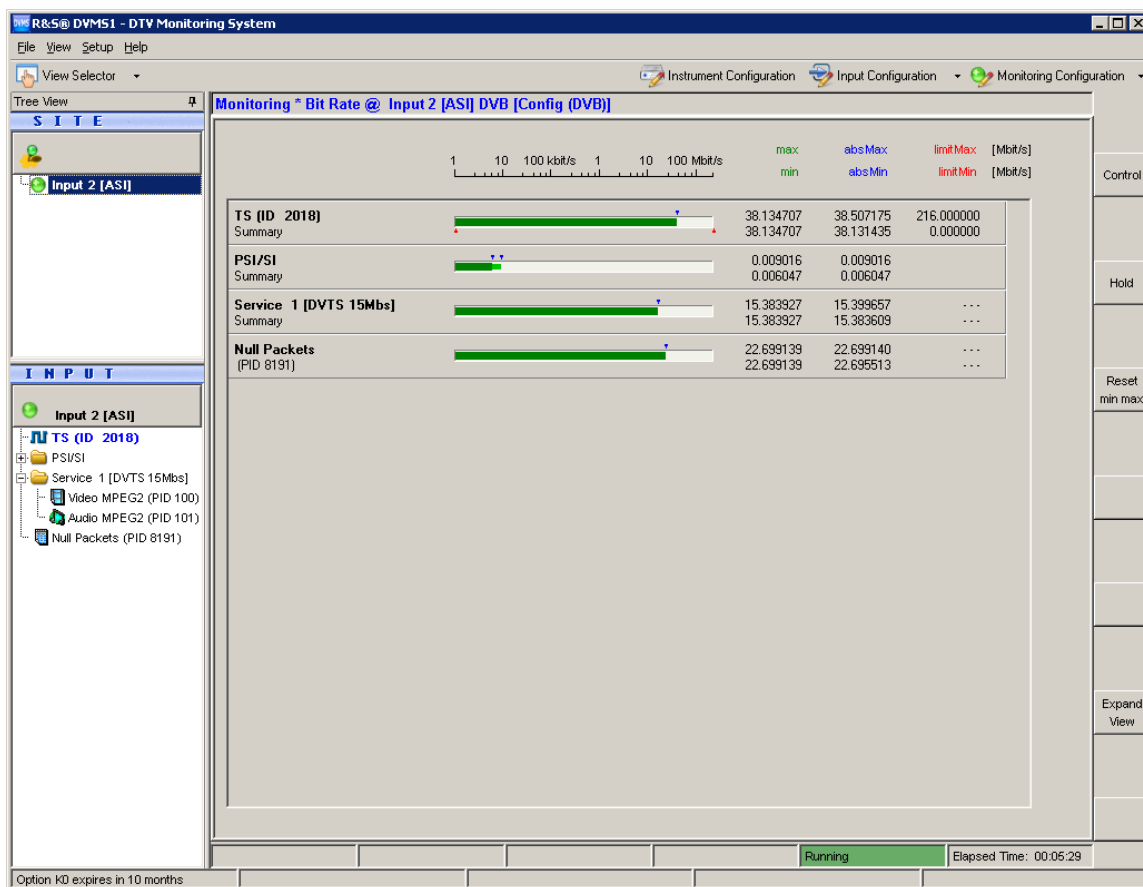 DVMS R&S® DVMS1 - DTV Monitoring System
File View Setup Help
View Selector
Instrument Configuration Input Configuration Monitoring Configuration
Tree View
SITE
Input 2 [ASI]
INPUT
Input 2 [ASI]
TS (ID 2018)
PSI/SI
Service 1 [DVTS 15Mbs]
Video MPEG2 (PID 100)
Audio MPEG2 (PID 101)
Null Packets (PID 8191)
Monitoring * Bit Rate @ Input 2 [ASI] DVB [Config (DVB)]
max absMax limitMax [Mbit/s]
1 10 100 kbit/s 1 10 100 Mbit/s
min absMin limitMin [Mbit/s]
TS (ID 2018) 38.134707 38.507175 216.000000
Summary 38.134707 38.131435 0.000000
PSI/SI 0.009016 0.009016
Summary 0.006047 0.006047
Service 1 [DVTS 15Mbs] 15.383927 15.399657 ---
Summary 15.383927 15.383609 ---
Null Packets 22.699139 22.699140 ---
(PID 8191) 22.699139 22.695513 ---
Control
Hold
Reset
min max
Expand
View
Running Elapsed Time: 00:05:29
Option K0 expires in 10 months